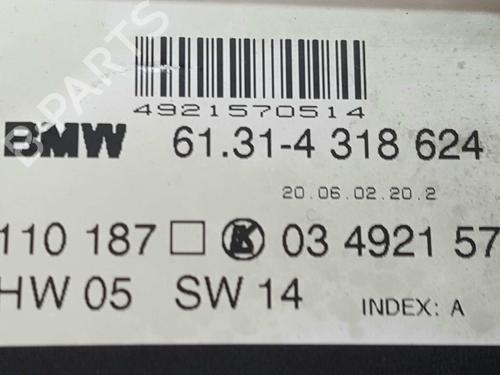 B-PARTS
4921570514
BMW 61.31-4 318 624
20.06.02.20.2
110 187 03 4921 57
HW 05 SW 14 INDEX: A